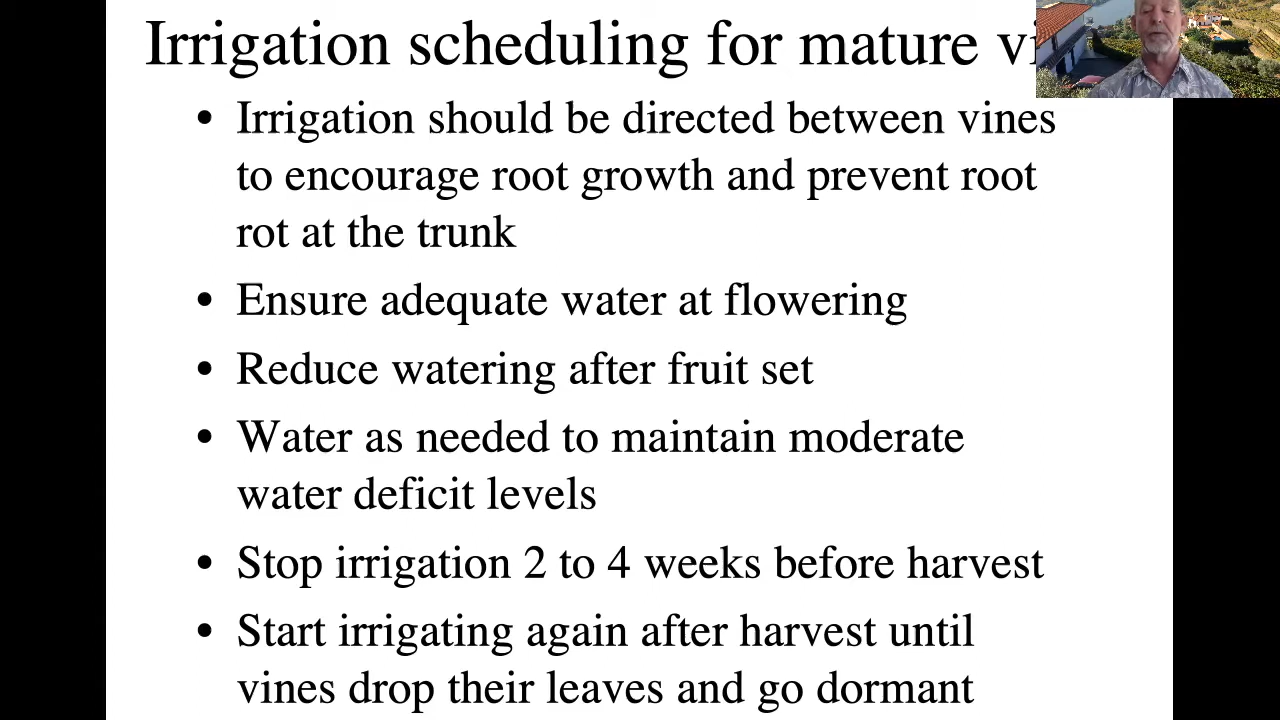 Irrigation scheduling for mature
• Irrigation should be directed between vines
to encourage root growth and prevent root
rot at the trunk
• Ensure adequate water at flowering
• Reduce watering after fruit set
• Water as needed to maintain moderate
water deficit levels
• Stop irrigation 2 to 4 weeks before harvest
• Start irrigating again after harvest until
vines drop their leaves and go dormant